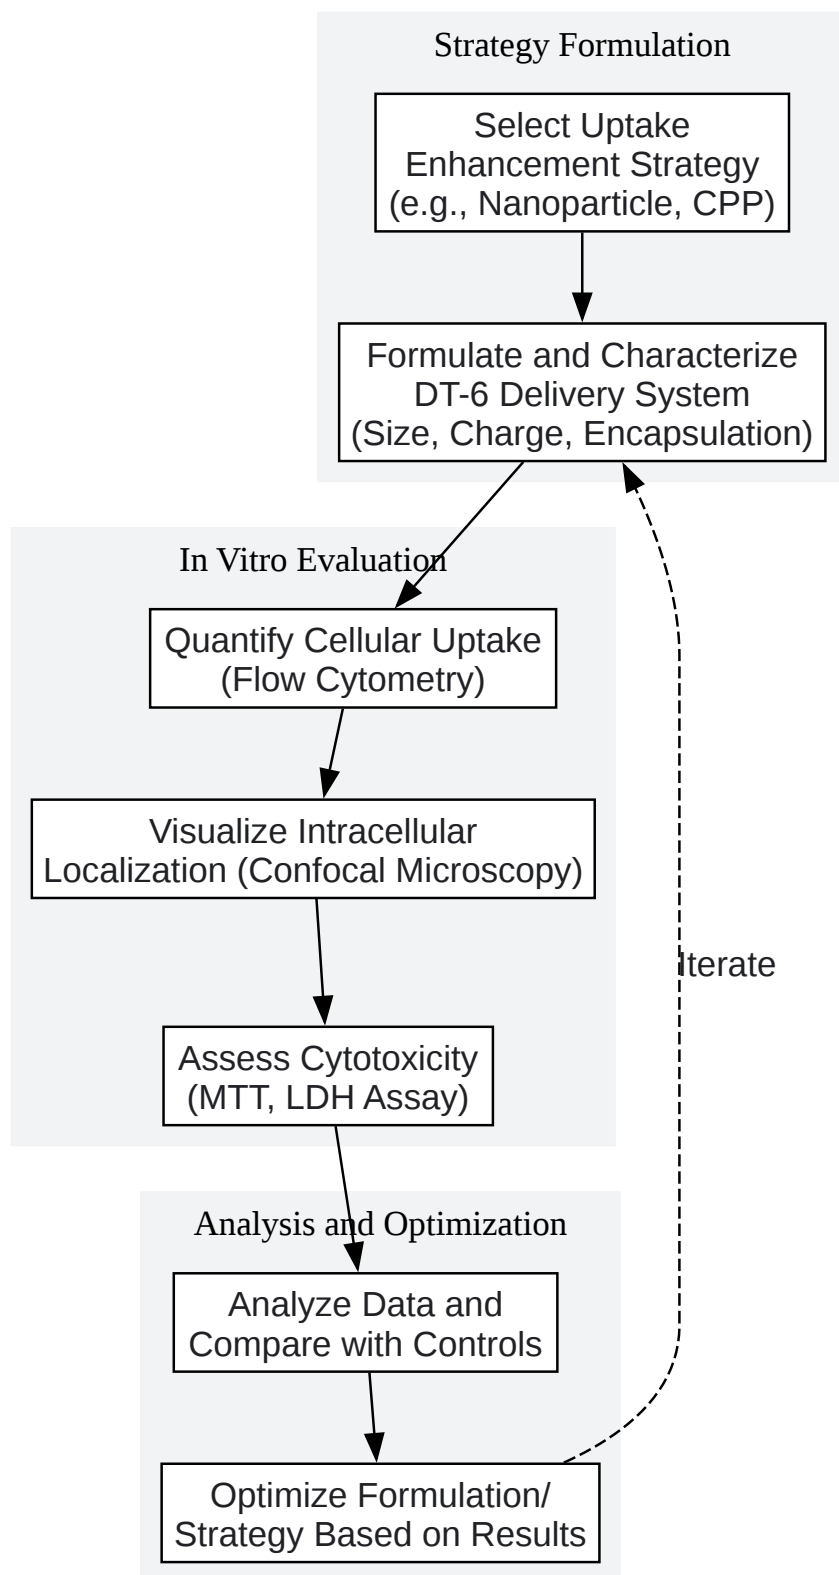 Strategy Formulation
Select Uptake
Enhancement Strategy
(e.g., Nanoparticle, CPP)
Formulate and Characterize
DT-6 Delivery System
(Size, Charge, Encapsulation)
In Vitro Evaluation
Quantify Cellular Uptake
(Flow Cytometry)
Visualize Intracellular
Localization (Confocal Microscopy)
Iterate
Assess Cytotoxicity
(MTT, LDH Assay)
Analysis and Optimization
Analyze Data and
Compare with Controls
Optimize Formulation/
Strategy Based on Results